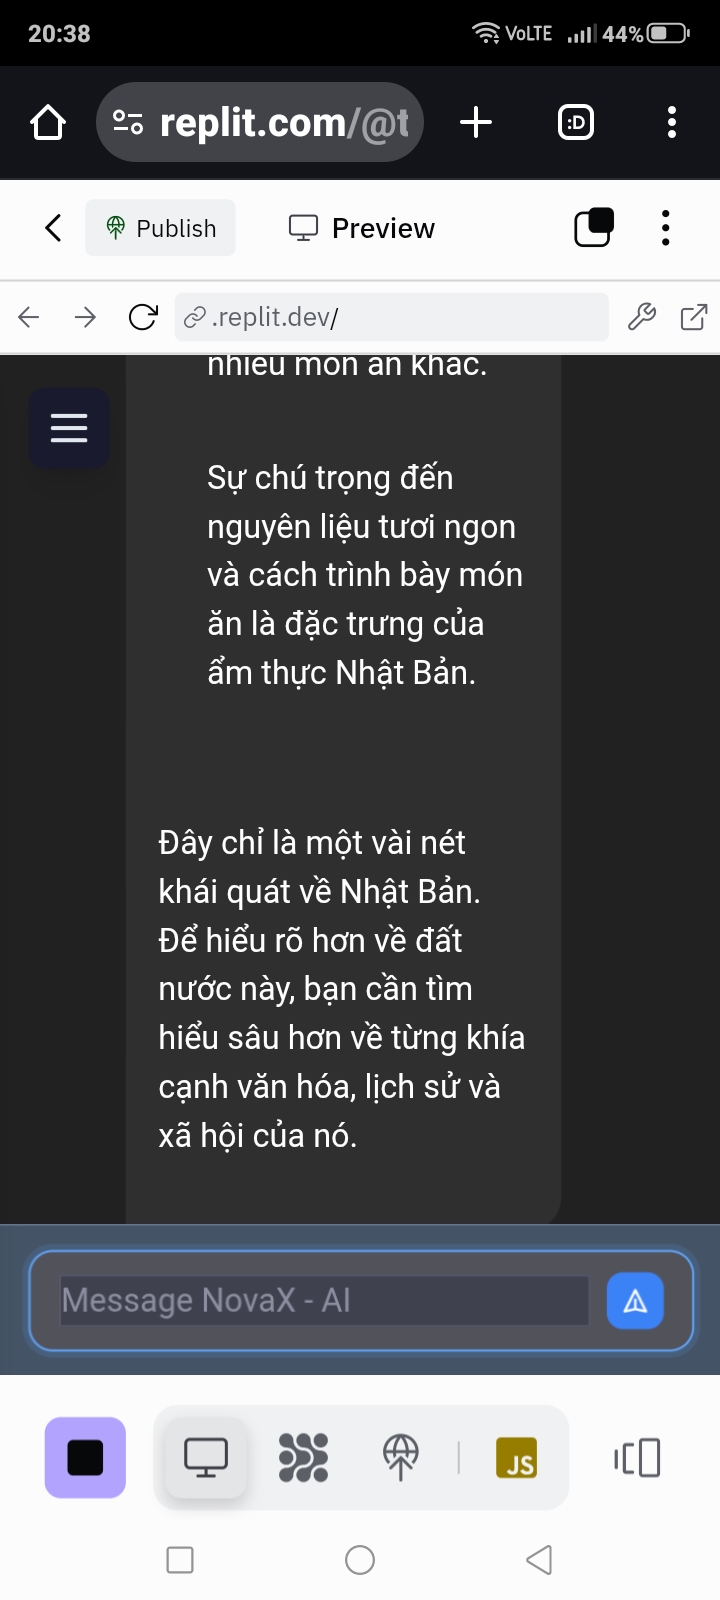 20:38
VoLTE
44%
replit.com/@t
:D
Publish
Preview
.replit.dev/
nhiều món ăn khác.
Sự chú trọng đến
nguyên liệu tươi ngon
và cách trình bày món
ăn là đặc trưng của
ẩm thực Nhật Bản.
Đây chỉ là một vài nét
khái quát về Nhật Bản.
Để hiểu rõ hơn về đất
nước này, bạn cần tìm
hiểu sâu hơn về từng khía
cạnh văn hóa, lịch sử và
xã hội của nó.
Message NovaX - AI
JS